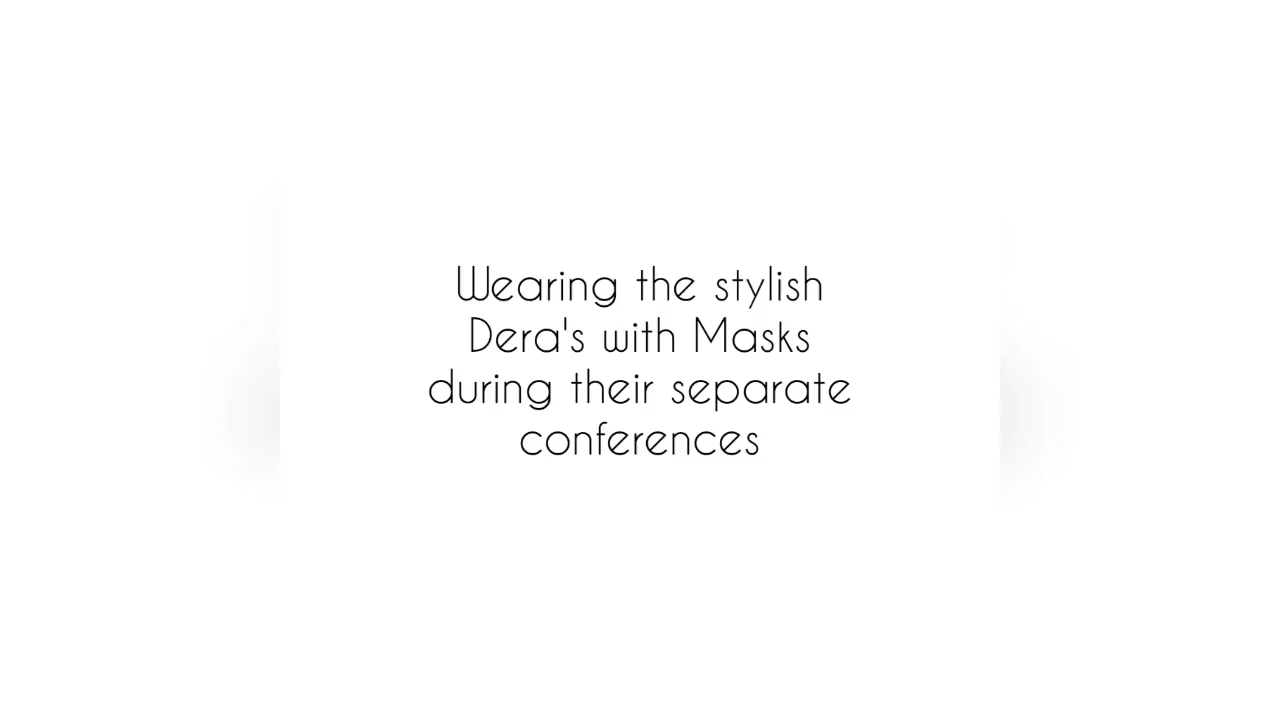 Wearing the stylish
Dera's with Masks
during their separate
conferences